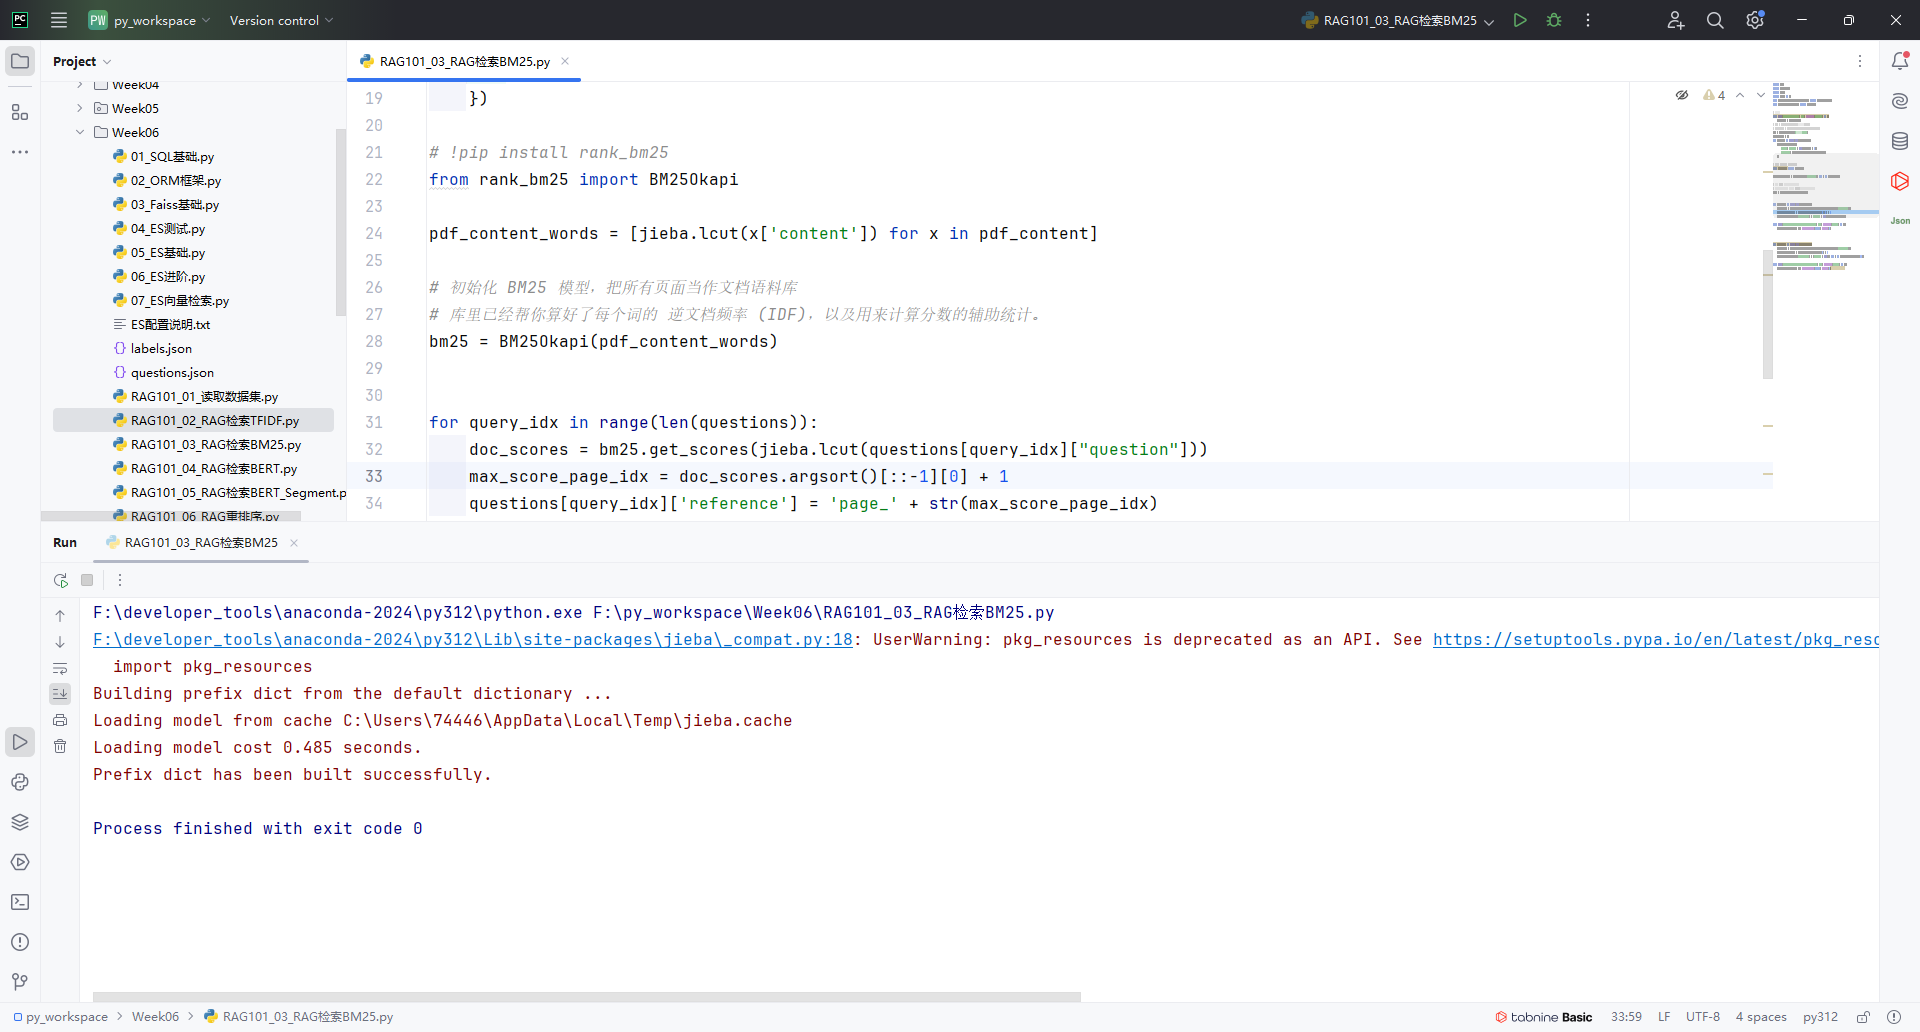 PC
PW py_workspace
Version control
RAG101_03_RAG检索BM25
Project
RAG101_03_RAG检索BM25.py
Week04
Week05
Week06
01_SQL基础.py
02_ORM框架.py
03_Faiss基础.py
04_ES测试.py
05_ES基础.py
06_ES进阶.py
07_ES向量检索.py
ES配置说明.txt
labels.json
questions.json
RAG101_01_读取数据集.py
RAG101_02_RAG检索TFIDF.py
RAG101_03_RAG检索BM25.py
RAG101_04_RAG检索BERT.py
RAG101_05_RAG检索BERT_Segment.p
RAG101_06_RAG重排序.py
19 })
20
21 # !pip install rank_bm25
22 from rank_bm25 import BM25Okapi
23
24 pdf_content_words = [jieba.lcut(x['content']) for x in pdf_content]
25
26 # 初始化 BM25 模型，把所有页面当作文档语料库
27 # 库里已经帮你算好了每个词的 逆文档频率 (IDF)，以及用来计算分数的辅助统计。
28 bm25 = BM25Okapi(pdf_content_words)
29
30
31 for query_idx in range(len(questions)):
32 doc_scores = bm25.get_scores(jieba.lcut(questions[query_idx]["question"]))
33 max_score_page_idx = doc_scores.argsort()[::-1][0] + 1
34 questions[query_idx]['reference'] = 'page_' + str(max_score_page_idx)
4
Json
Run
RAG101_03_RAG检索BM25
F:\developer_tools\anaconda-2024\py312\python.exe F:\py_workspace\Week06\RAG101_03_RAG检索BM25.py
F:\developer_tools\anaconda-2024\py312\Lib\site-packages\jieba\_compat.py:18: UserWarning: pkg_resources is deprecated as an API. See https://setuptools.pypa.io/en/latest/pkg_reso
import pkg_resources
Building prefix dict from the default dictionary ...
Loading model from cache C:\Users\74446\AppData\Local\Temp\jieba.cache
Loading model cost 0.485 seconds.
Prefix dict has been built successfully.
Process finished with exit code 0
py_workspace > Week06 > RAG101_03_RAG检索BM25.py
tabnine Basic
33:59
LF
UTF-8
4 spaces
py312